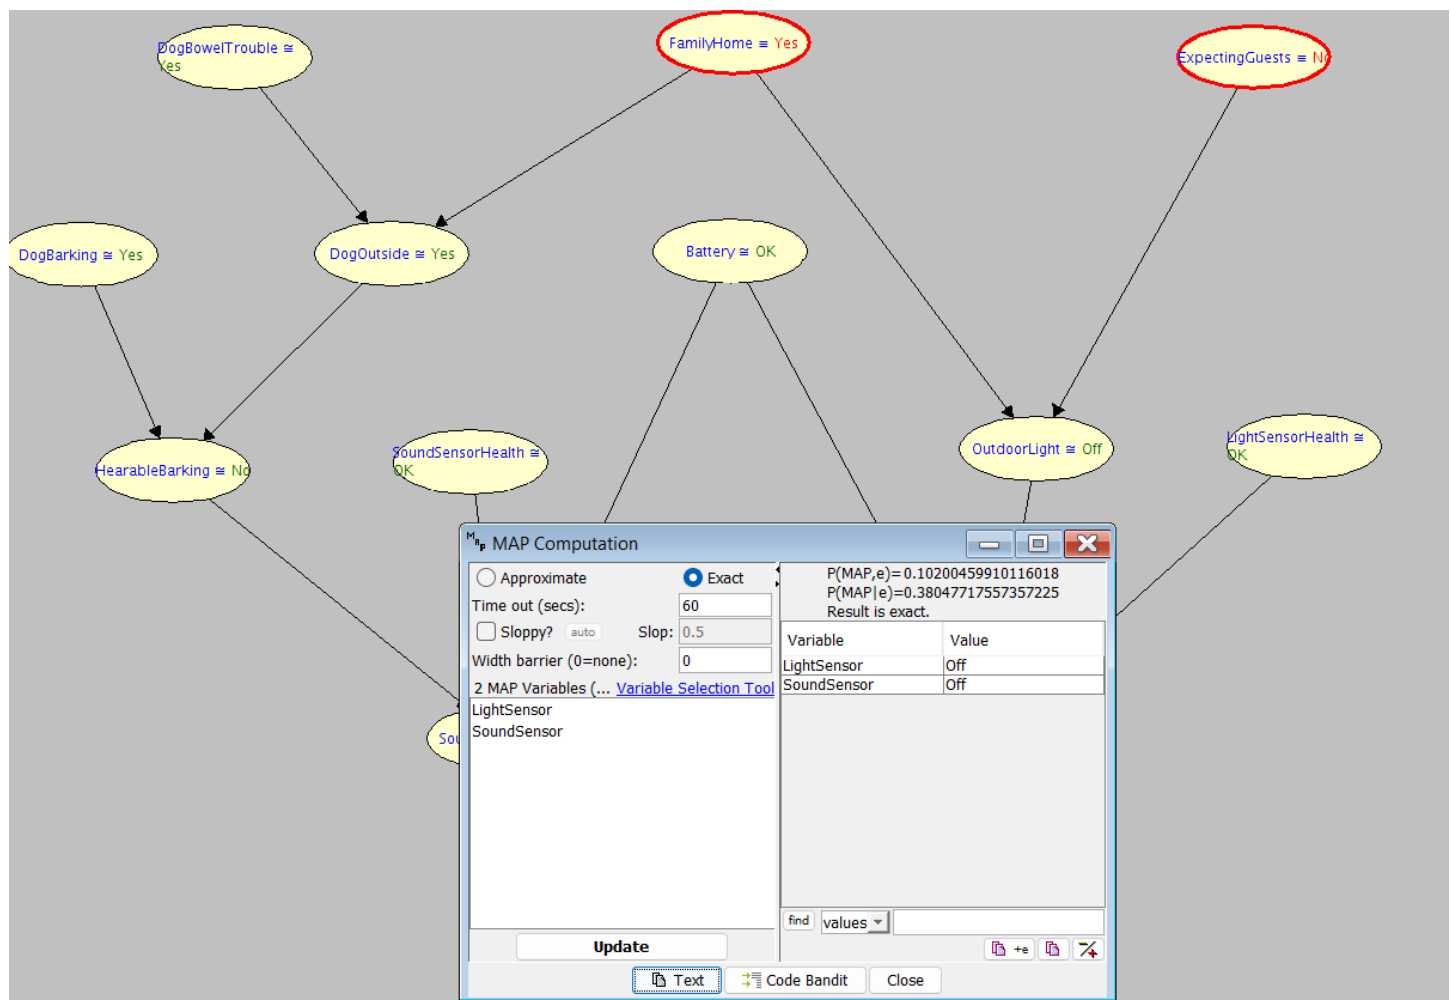 DogBowelTrouble ≅
Yes
FamilyHome = Yes
ExpectingGuests = No
DogBarking ≅ Yes
DogOutside ≅ Yes
Battery ≅ OK
HearableBarking ≅ No
SoundSensorHealth ≅
OK
OutdoorLight ≅ Off
LightSensorHealth ≅
OK
Sou
MAP MAP Computation
Approximate
Exact
Time out (secs):
60
Sloppy?
auto
Slop:
0.5
Width barrier (0=none):
0
2 MAP Variables (... Variable Selection Tool
LightSensor
SoundSensor
Update
P(MAP,e)=0.10200459910116018
P(MAP|e)=0.38047717557357225
Result is exact.
Variable Value
LightSensor Off
SoundSensor Off
find
values
+e
Text
Code Bandit
Close